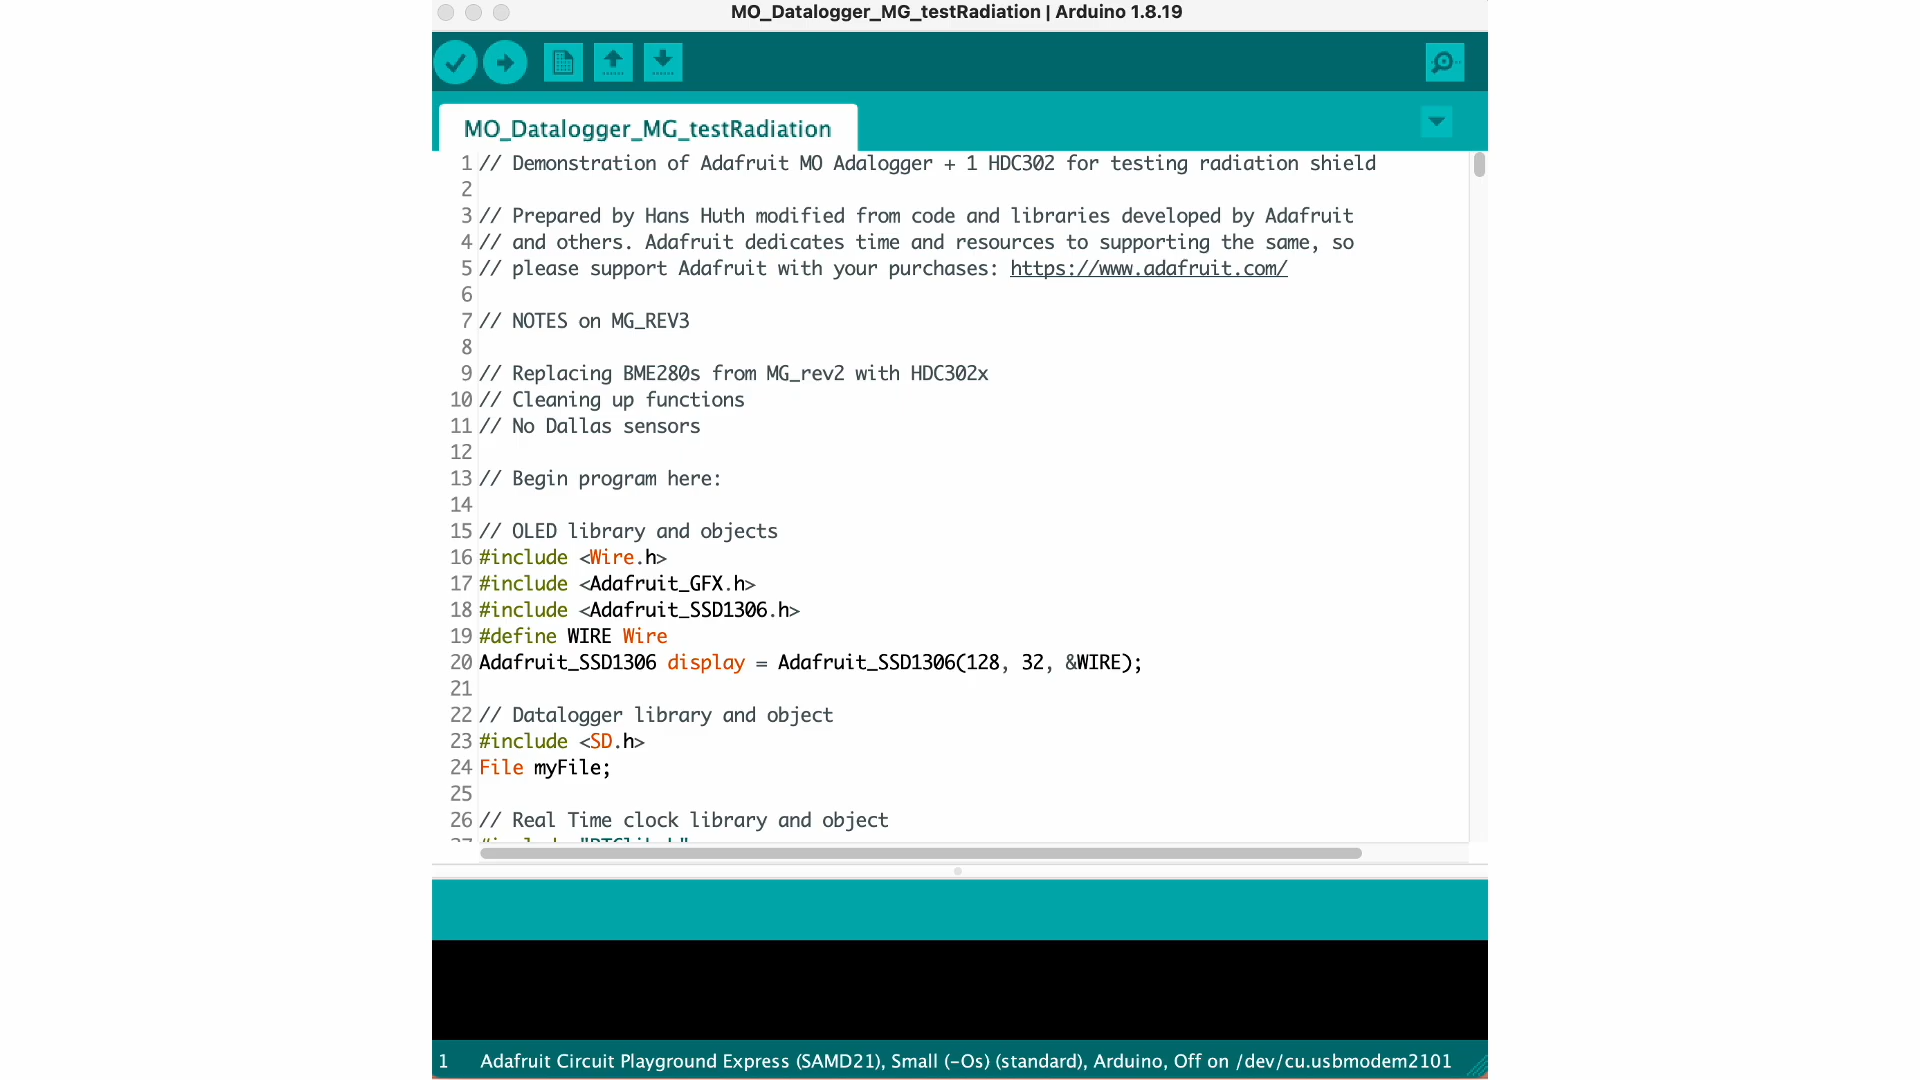 MO_Datalogger_MG_testRadiation | Arduino 1.8.19
MO_Datalogger_MG_testRadiation
1 // Demonstration of Adafruit MO Adalogger + 1 HDC302 for testing radiation shield
2
3 // Prepared by Hans Huth modified from code and libraries developed by Adafruit
4 // and others. Adafruit dedicates time and resources to supporting the same, so
5 // please support Adafruit with your purchases: https://www.adafruit.com/
6
7 // NOTES on MG_REV3
8
9 // Replacing BME280s from MG_rev2 with HDC302x
10 // Cleaning up functions
11 // No Dallas sensors
12
13 // Begin program here:
14
15 // OLED library and objects
16 #include <Wire.h>
17 #include <Adafruit_GFX.h>
18 #include <Adafruit_SSD1306.h>
19 #define WIRE Wire
20 Adafruit_SSD1306 display = Adafruit_SSD1306(128, 32, &WIRE);
21
22 // Datalogger library and object
23 #include <SD.h>
24 File myFile;
25
26 // Real Time clock library and object
1 Adafruit Circuit Playground Express (SAMD21), Small (-Os) (standard), Arduino, Off on /dev/cu.usbmodem2101